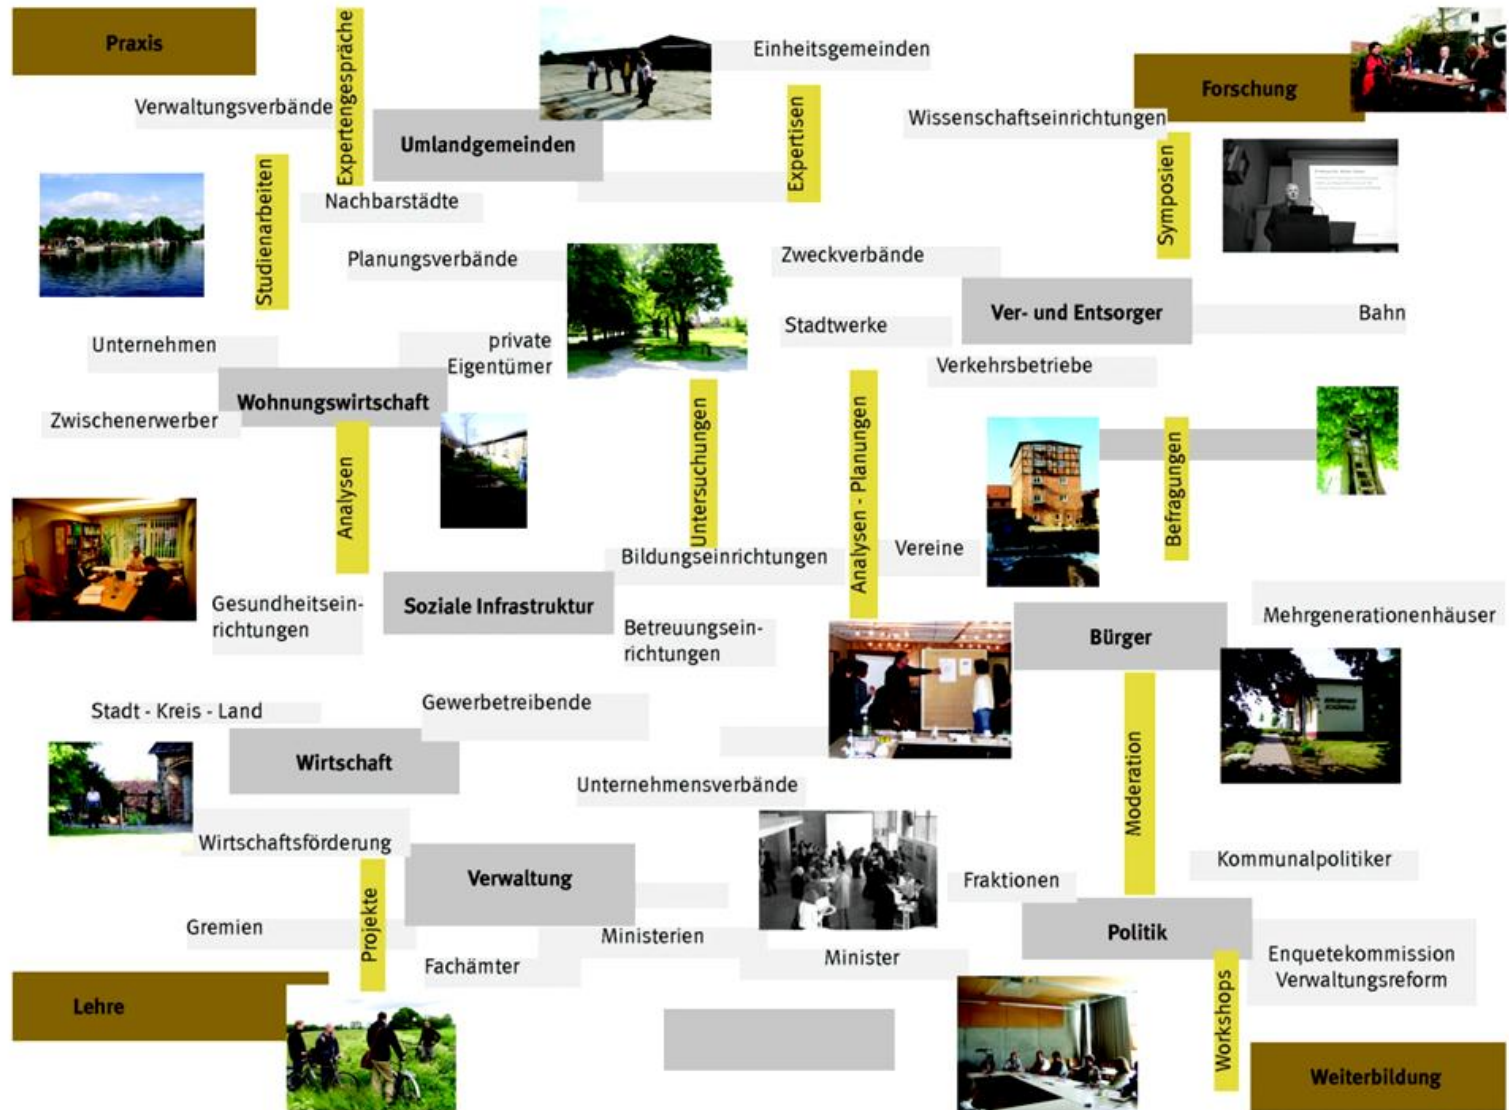 Praxis
Expertengespräche
Einheitsgemeinden
Forschung
Verwaltungsverbände
Umlandgemeinden
Expertisen
Wissenschaftseinrichtungen
Studienarbeiten
Nachbarstädte
Symposien
Planungsverbände
Zweckverbände
Ver- und Entsorger
Bahn
Stadtwerke
Unternehmen
private
Eigentümer
Verkehrsbetriebe
Wohnungswirtschaft
Zwischenerwerber
Analysen
Untersuchungen
Analysen - Planungen
Befragungen
Bildungseinrichtungen
Vereine
Gesundheitsein-
richtungen
Soziale Infrastruktur
Betreuungsein-
richtungen
Bürger
Mehrgenerationenhäuser
Stadt - Kreis - Land
Gewerbetreibende
Wirtschaft
Unternehmensverbände
Moderation
Wirtschaftsförderung
Verwaltung
Kommunalpolitiker
Fraktionen
Projekte
Gremien
Ministerien
Politik
Fachämter
Minister
Enquetekommission
Verwaltungsreform
Lehre
Workshops
Weiterbildung